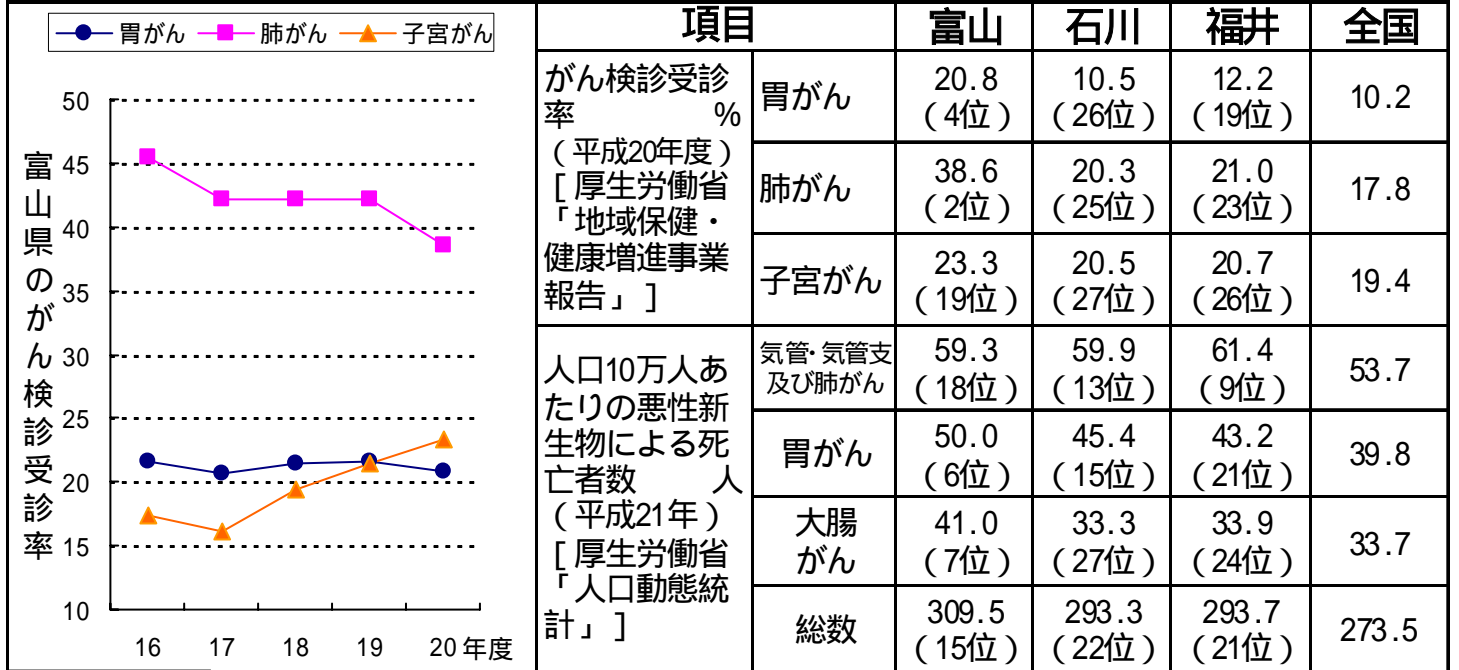 胃がん 肺がん 子宮がん
富山県のがん検診受診率
50
45
40
35
30
25
20
15
10
16 17 18 19 20 年度
項目 富山 石川 福井 全国
がん検診受診
率 %
(平成20年度)
[厚生労働省
「地域保健・
健康増進事業
報告」]
胃がん
20.8
(4位)
10.5
(26位)
12.2
(19位)
10.2
肺がん
38.6
(2位)
20.3
(25位)
21.0
(23位)
17.8
子宮がん
23.3
(19位)
20.5
(27位)
20.7
(26位)
19.4
人口10万人あ
たりの悪性新
生物による死
亡者数 人
(平成21年)
[厚生労働省
「人口動態統
計」]
気管・気管支
及び肺がん
59.3
(18位)
59.9
(13位)
61.4
(9位)
53.7
胃がん
50.0
(6位)
45.4
(15位)
43.2
(21位)
39.8
大腸
がん
41.0
(7位)
33.3
(27位)
33.9
(24位)
33.7
総数
309.5
(15位)
293.3
(22位)
293.7
(21位)
273.5